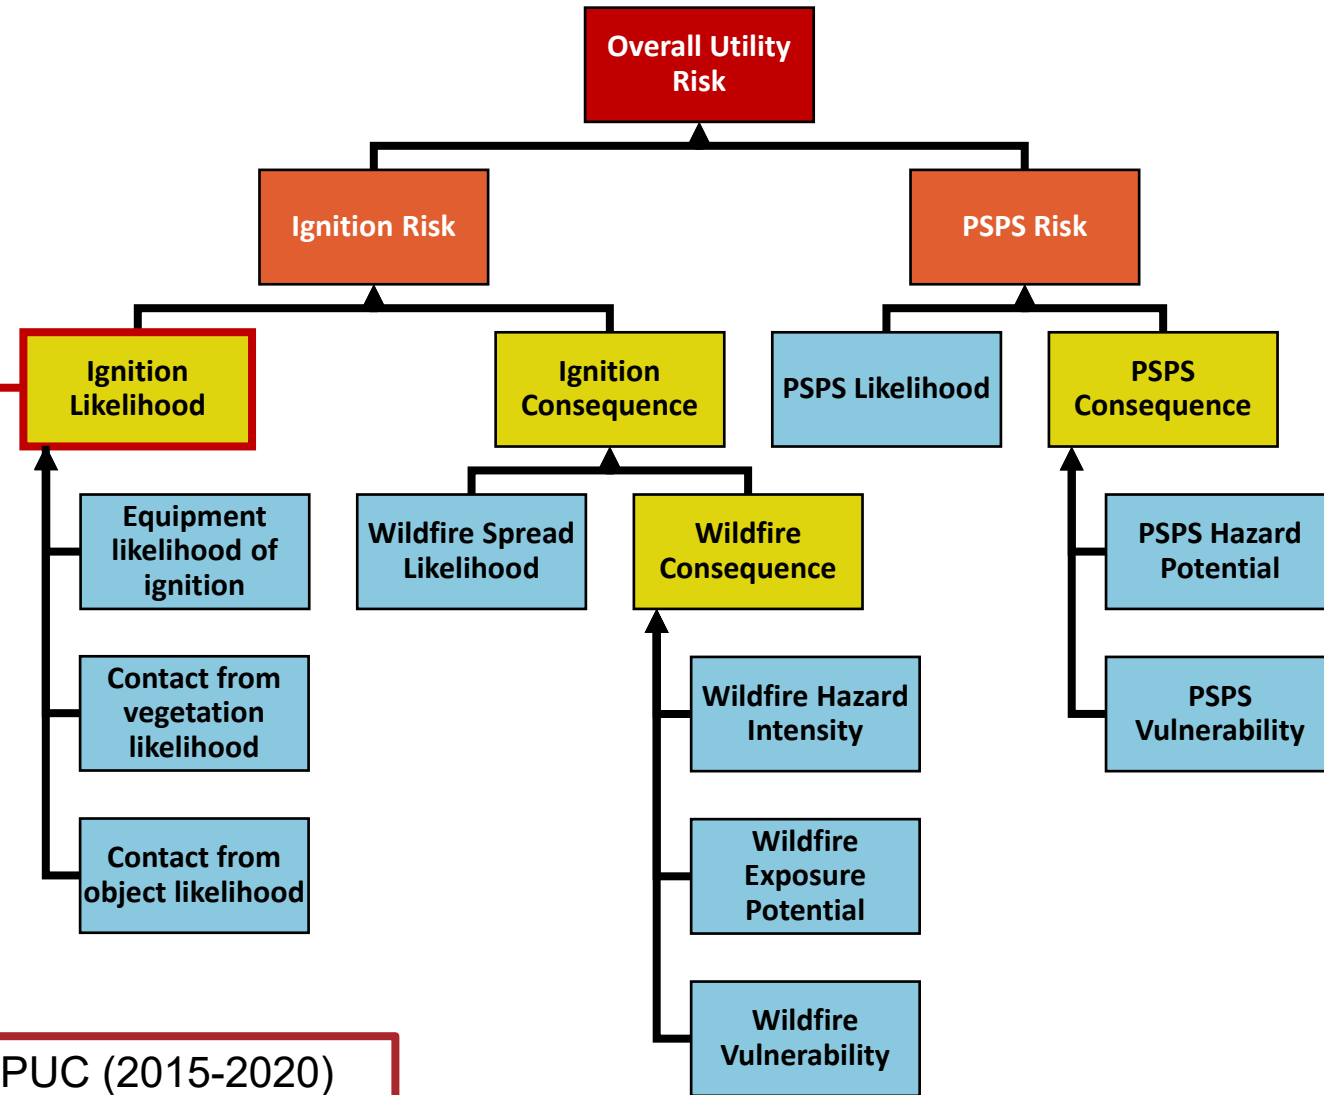 Overall Utility
Risk
Ignition Risk
PSPS Risk
Ignition
Likelihood
Ignition
Consequence
PSPS Likelihood
PSPS
Consequence
Equipment
likelihood of
ignition
Wildfire Spread
Likelihood
Wildfire
Consequence
PSPS Hazard
Potential
Contact from
vegetation
likelihood
Wildfire Hazard
Intensity
PSPS
Vulnerability
Contact from
object likelihood
Wildfire
Exposure
Potential
Wildfire
Vulnerability
PUC (2015-2020)